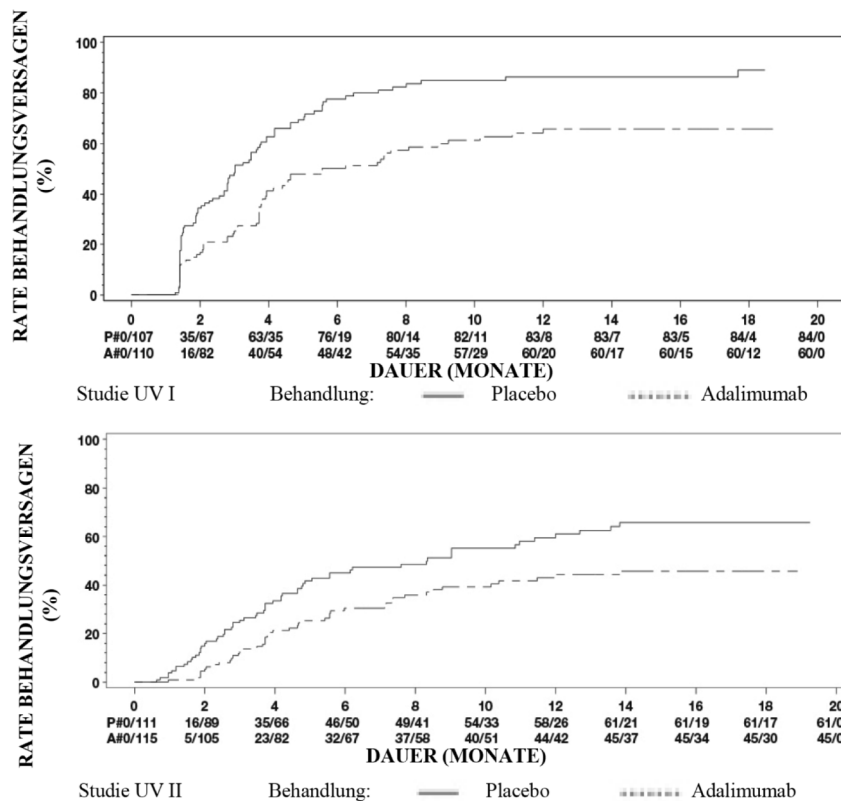 RATE BEHANDLUNGSVERSAGEN
(%)
100
80
60
40
20
0
0 2 4 6 8 10 12 14 16 18 20
P#0/107 35/67 63/35 76/19 80/14 82/11 83/8 83/7 83/5 84/4 84/0
A#0/110 16/82 40/54 48/42 54/35 57/29 60/20 60/17 60/15 60/12 60/0
DAUER (MONATE)
Studie UV I Behandlung: Placebo Adalimumab
RATE BEHANDLUNGSVERSAGEN
(%)
100
80
60
40
20
0
0 2 4 6 8 10 12 14 16 18 20
P#0/111 16/89 35/66 46/50 49/41 54/33 58/26 61/21 61/19 61/17 61/0
A#0/115 5/105 23/82 32/67 37/58 40/51 44/42 45/37 45/34 45/30 45/0
DAUER (MONATE)
Studie UV II Behandlung: Placebo Adalimumab